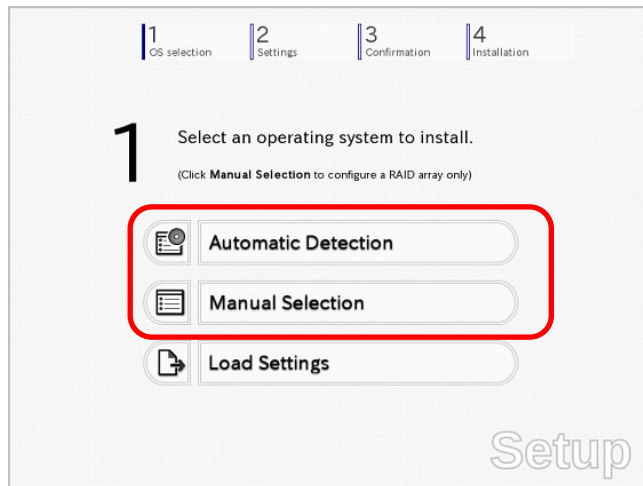 1 2 3 4
OS selection Settings Confirmation Installation
1 Select an operating system to install.
(Click Manual Selection to configure a RAID array only)
Automatic Detection
Manual Selection
Load Settings
Setup